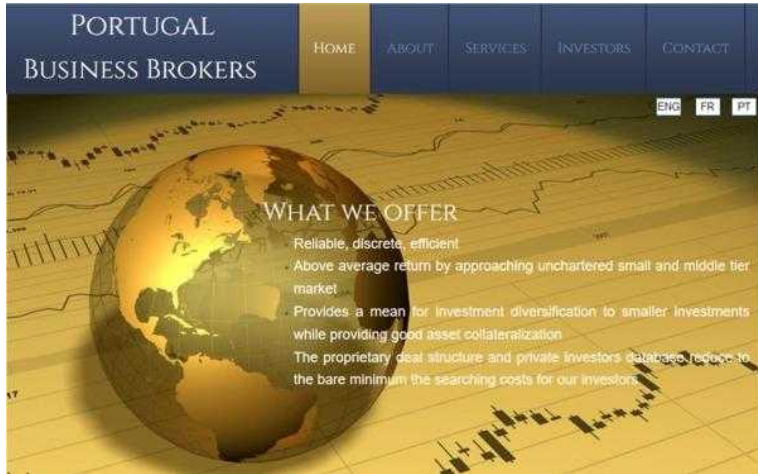 PORTUGAL
BUSINESS BROKERS
HOME
ABOUT
SERVICES
INVESTORS
CONTACT
ENG FR PT
WHAT WE OFFER
Reliable, discrete, efficient
Above average return by approaching unchartered small and middle tier
market
Provides a mean for investment diversification to smaller investments
while providing good asset collateralization
The proprietary deal structure and private investors database reduce to
the bare minimum the searching costs for our investors
17